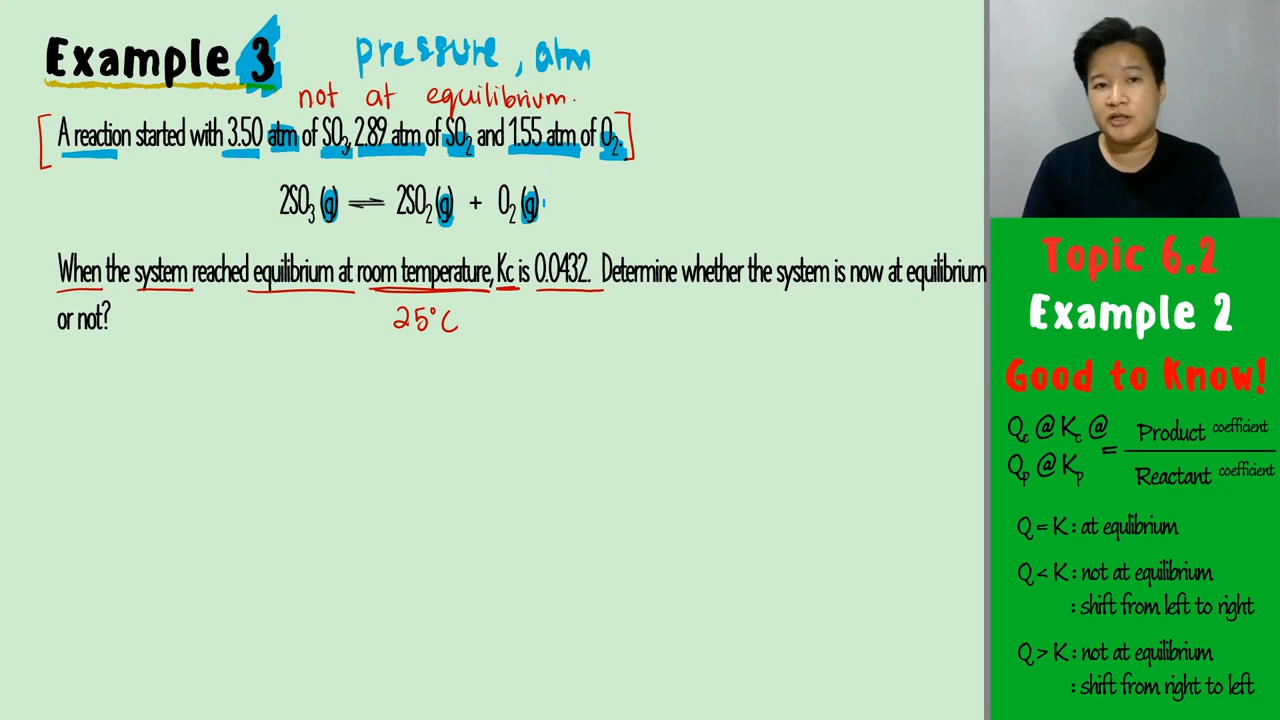 Example 3
pressure, atm
not at equilibrium.
[A reaction started with 3.50 atm of SO3, 2.89 atm of SO2 and 1.55 atm of O2.]
2SO3 (g) ⇌ 2SO2 (g) + O2 (g)
When the system reached equilibrium at room temperature, Kc is 0.0432. Determine whether the system is now at equilibrium
or not?
25°C
Topic 6.2
Example 2
Good to Know!
Qc @ Kc @
Qp @ Kp = Product coefficient
Reactant coefficient
Q = K : at equlibrium
Q < K : not at equilibrium
: shift from left to right
Q > K : not at equilibrium
: shift from right to left